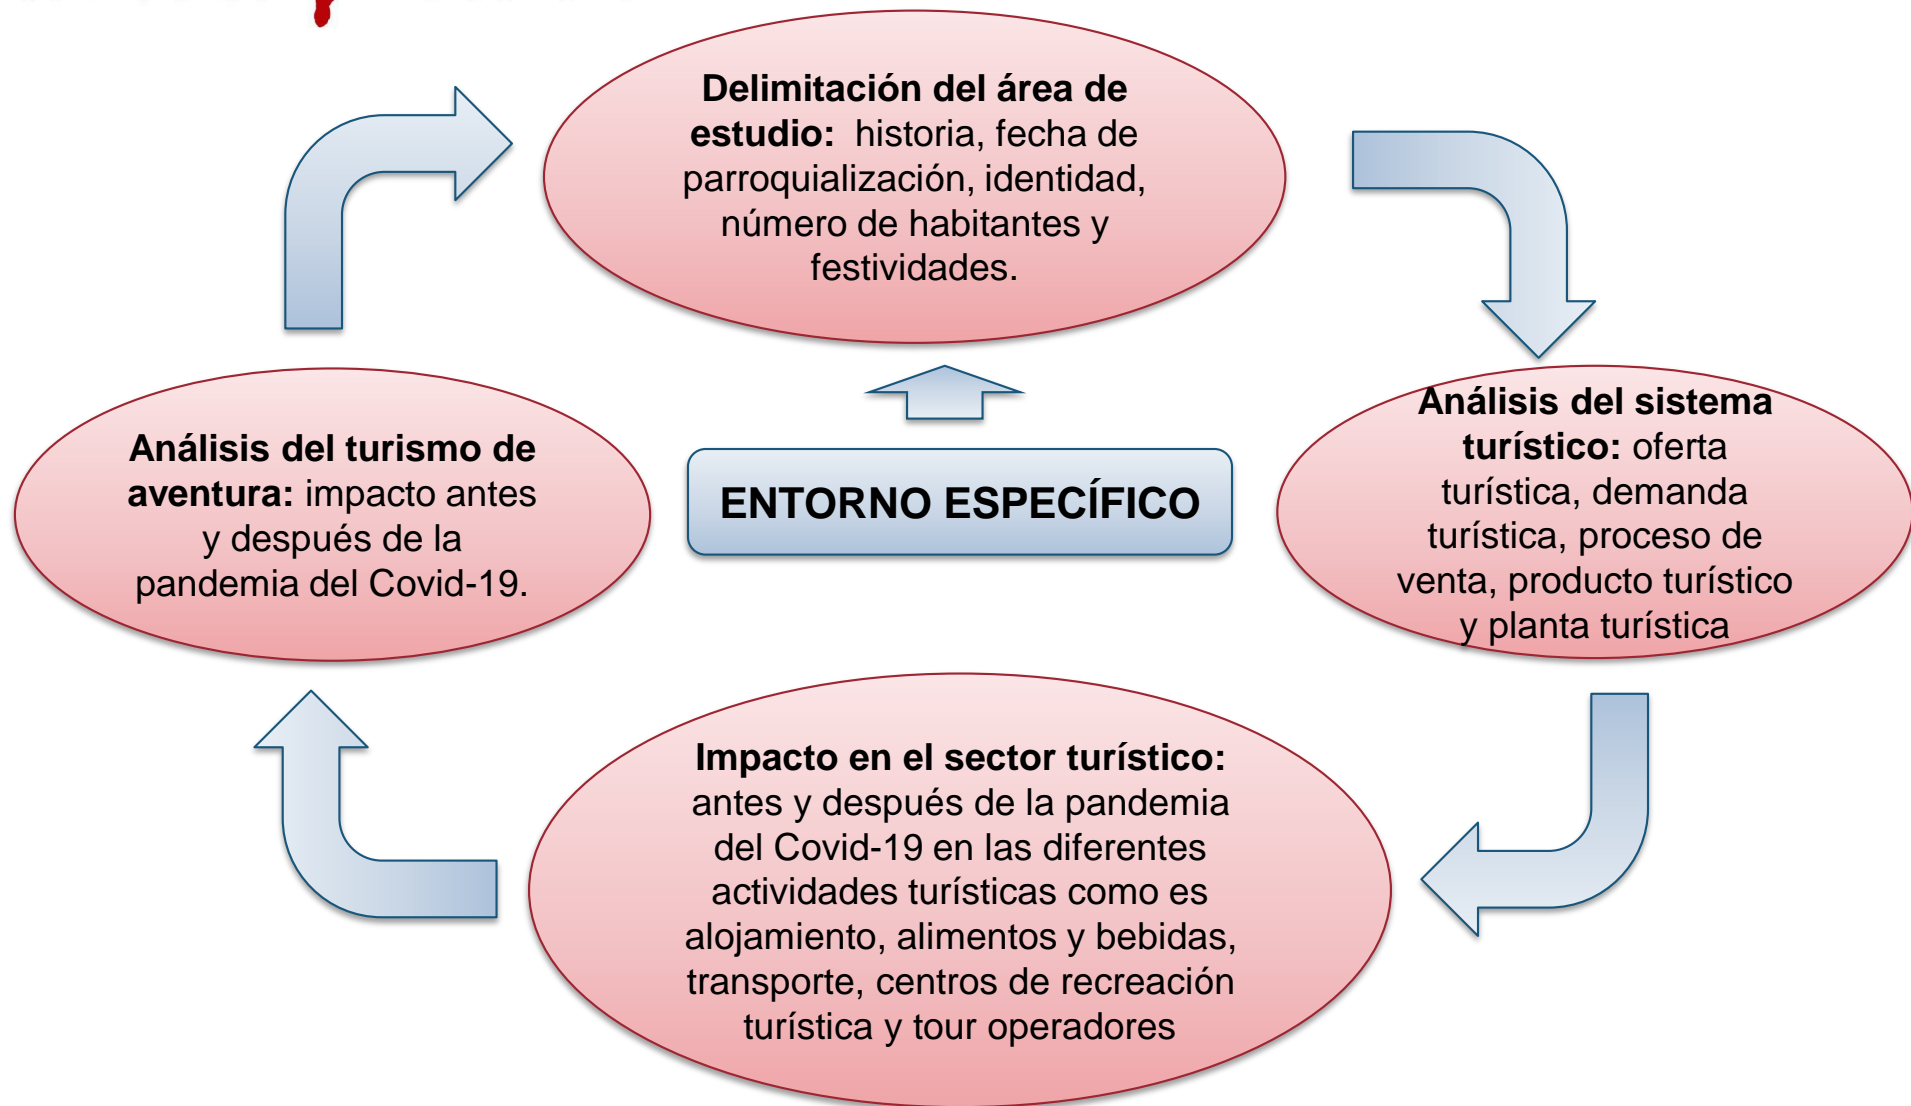 Delimitación del área de
estudio: historia, fecha de
parroquialización, identidad,
número de habitantes y
festividades.
Análisis del sistema
turístico: oferta
turística, demanda
turística, proceso de
venta, producto turístico
y planta turística
Impacto en el sector turístico:
antes y después de la pandemia
del Covid-19 en las diferentes
actividades turísticas como es
alojamiento, alimentos y bebidas,
transporte, centros de recreación
turística y tour operadores
Análisis del turismo de
aventura: impacto antes
y después de la
pandemia del Covid-19.
ENTORNO ESPECÍFICO